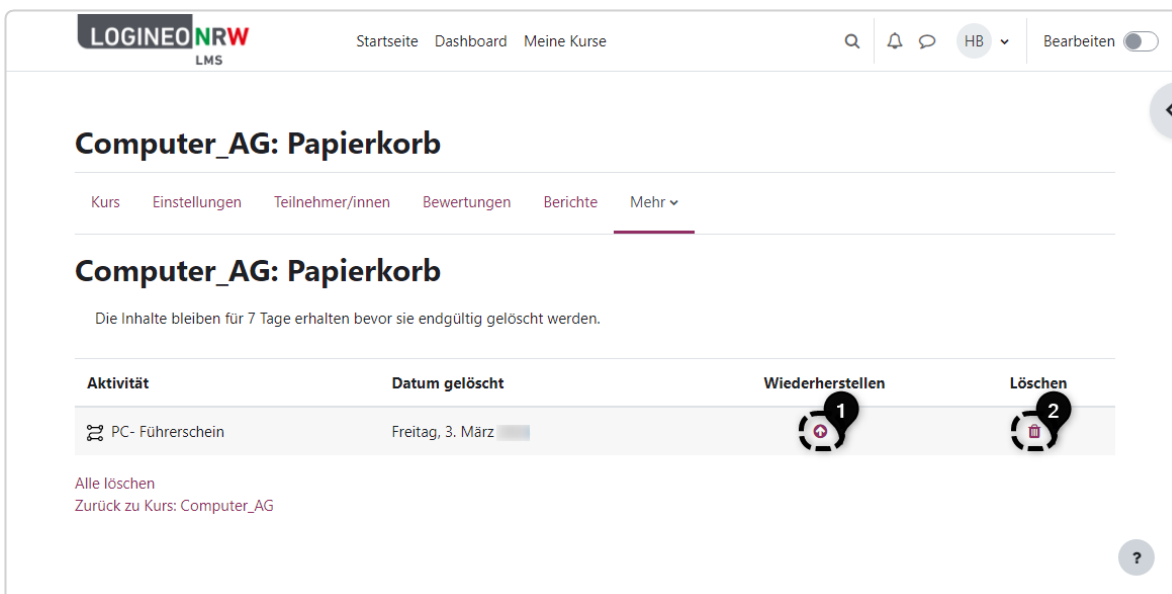 LOGINEO NRW
LMS
Startseite Dashboard Meine Kurse
HB
Bearbeiten
Computer_AG: Papierkorb
Kurs Einstellungen Teilnehmer/innen Bewertungen Berichte Mehr
Computer_AG: Papierkorb
Die Inhalte bleiben für 7 Tage erhalten bevor sie endgültig gelöscht werden.
Aktivität Datum gelöscht Wiederherstellen Löschen
1 2
PC- Führerschein Freitag, 3. März
Alle löschen
Zurück zu Kurs: Computer_AG
?